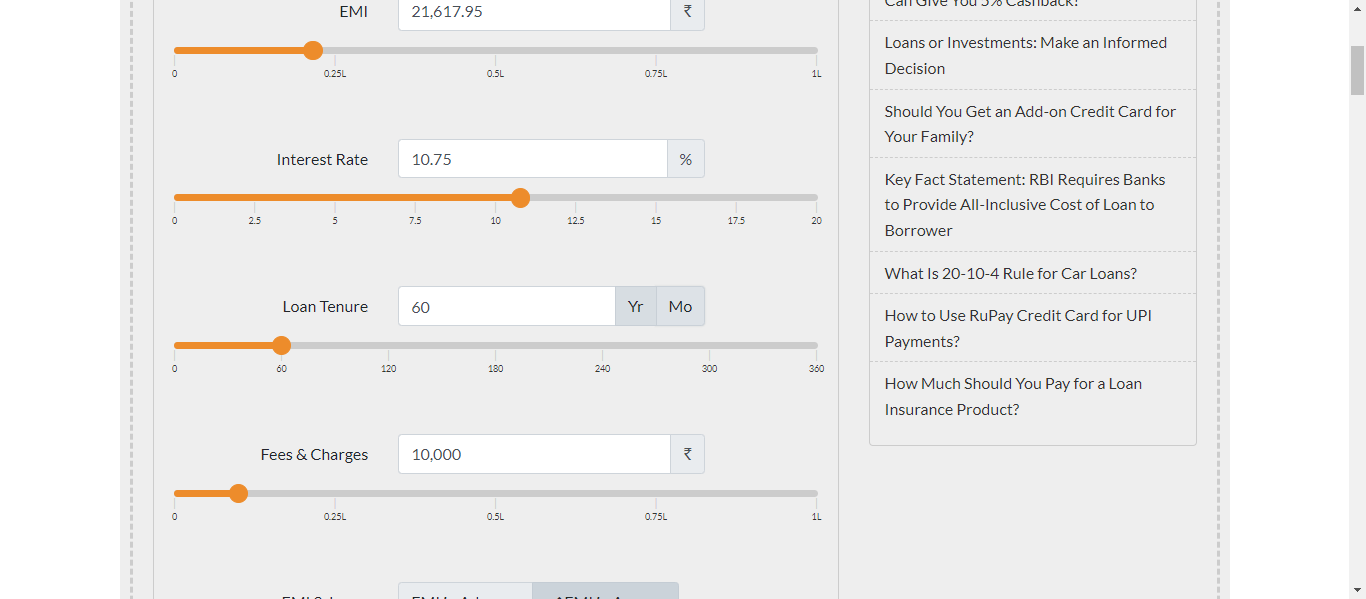 EMI
21,617.95
₹
0
0.25L
0.5L
0.75L
1L
Interest Rate
10.75
%
0
2.5
5
7.5
10
12.5
15
17.5
20
Loan Tenure
60
Yr
Mo
0
60
120
180
240
300
360
Fees & Charges
10,000
₹
0
0.25L
0.5L
0.75L
1L
Can Give You 5% Cashback?
Loans or Investments: Make an Informed
Decision
Should You Get an Add-on Credit Card for
Your Family?
Key Fact Statement: RBI Requires Banks
to Provide All-Inclusive Cost of Loan to
Borrower
What Is 20-10-4 Rule for Car Loans?
How to Use RuPay Credit Card for UPI
Payments?
How Much Should You Pay for a Loan
Insurance Product?